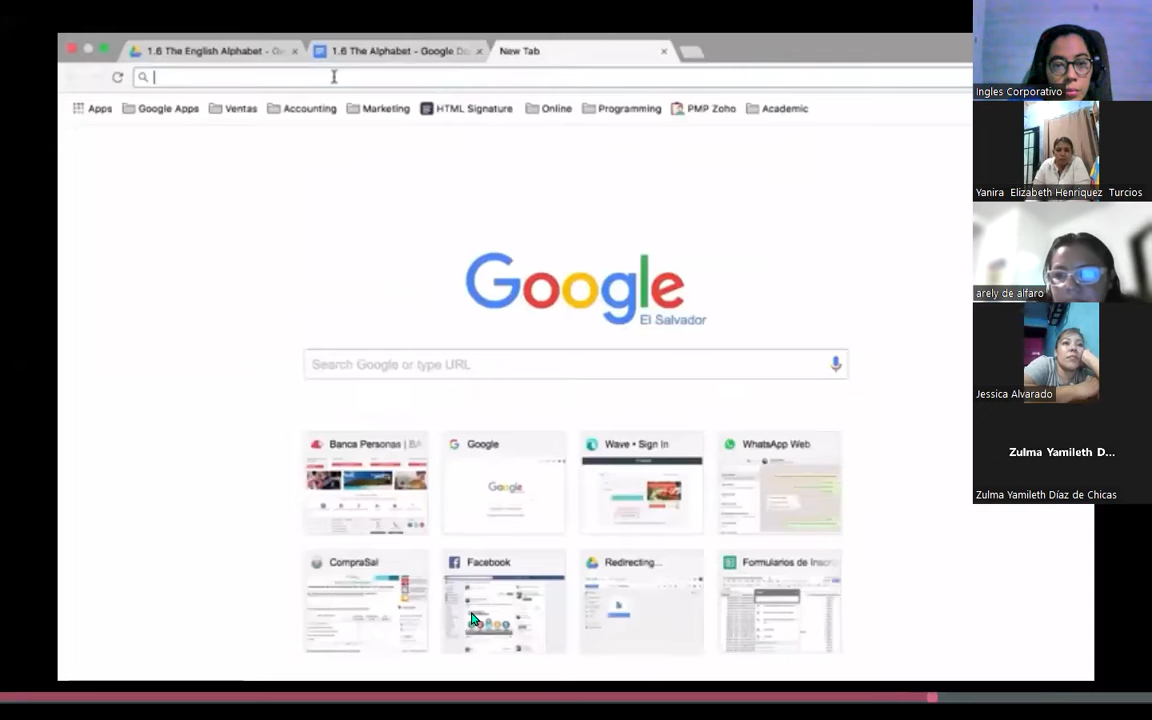 1.6 The English Alphabet - Go
1.6 The Alphabet - Google Do
New Tab
Apps
Google Apps
Ventas
Accounting
Marketing
HTML Signature
Online
Programming
PMP Zoho
Academic
Google
El Salvador
Search Google or type URL
Banca Personas | BA
Google
Wave • Sign In
WhatsApp Web
Google
CompraSal
Facebook
Redirecting...
Formularios de Inscr
Ingles Corporativo
Yanira Elizabeth Henriquez Turcios
arely de alfaro
Jessica Alvarado
Zulma Yamileth D...
Zulma Yamileth Díaz de Chicas